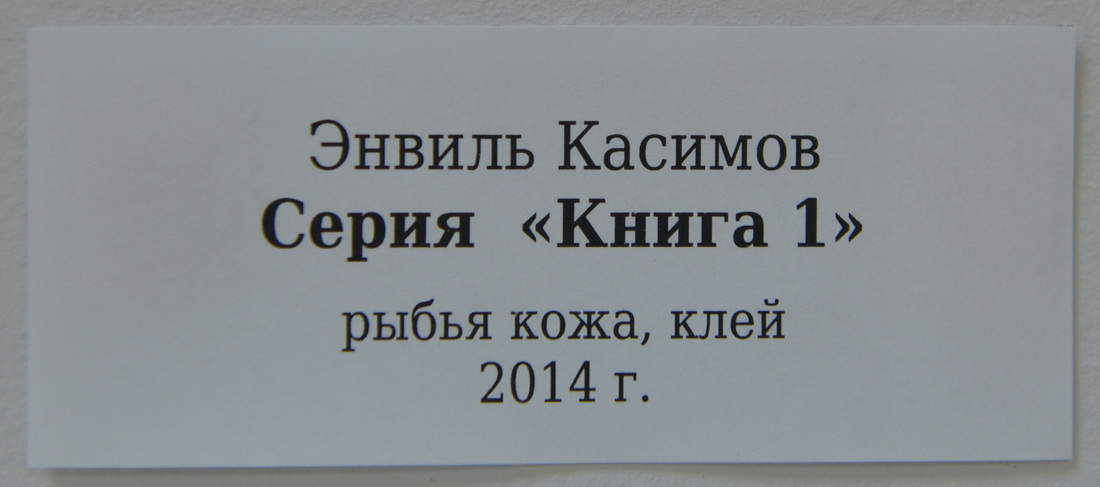 Энвиль Касимов
Серия «Книга 1»
рыбья кожа, клей
2014 г.